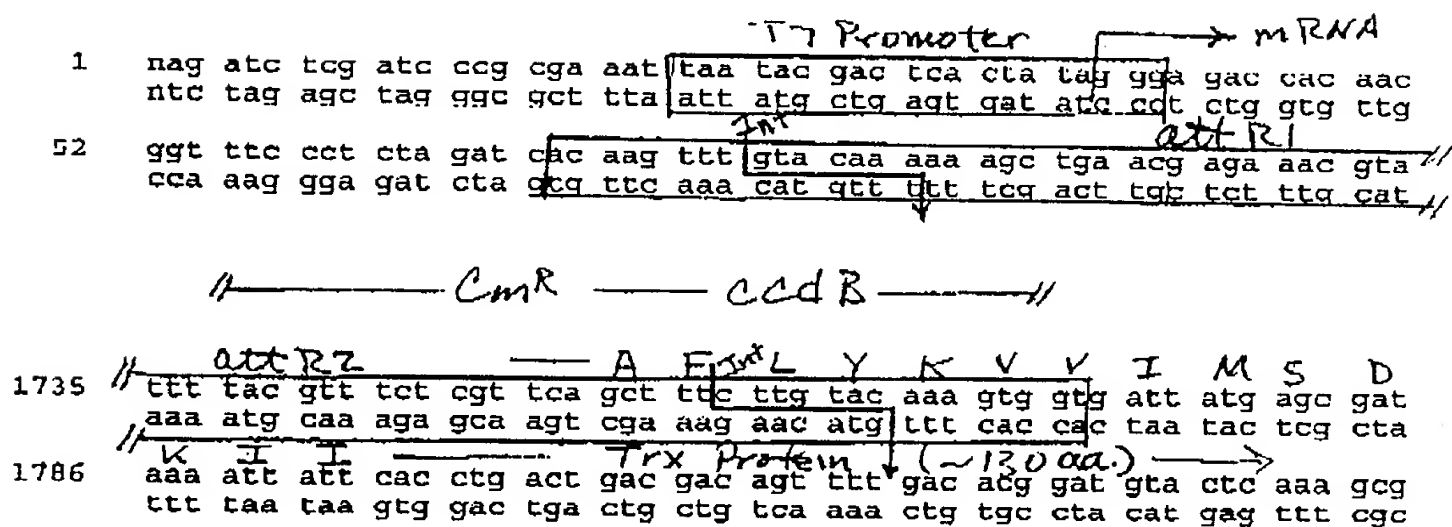 T7 Promoter mRNA
1 nag atc tcg atc ccg cga aat taa tac gac tca cta tag gga gac cac aac
ntc tag agc tag ggc gct tta att atg ctg agt gat atc cct ctg gtg ttg
Int attR1
52 ggt ttc cct cta gat cac aag ttt gta caa aaa agc tga acg aga aac gta
cca aag gga gat cta gtg ttc aaa cat gtt ttt tcg act tgc tct ttg cat
CmR ccdB
attR2 A F Int L Y K V V I M S D
1735 ttt tac gtt tct cgt tca gct ttc ttg tac aaa gtg gtg att atg agc gat
aaa atg caa aga gca agt cga aag aac atg ttt cac cac taa tac tcg cta
K I I Trx Protein (~130 aa.)
1786 aaa att att cac ctg act gac gac agt ttt gac acg gat gta ctc aaa gcg
ttt taa taa gtg gac tga ctg ctg tca aaa ctg tgc cta cat gag ttt cgc